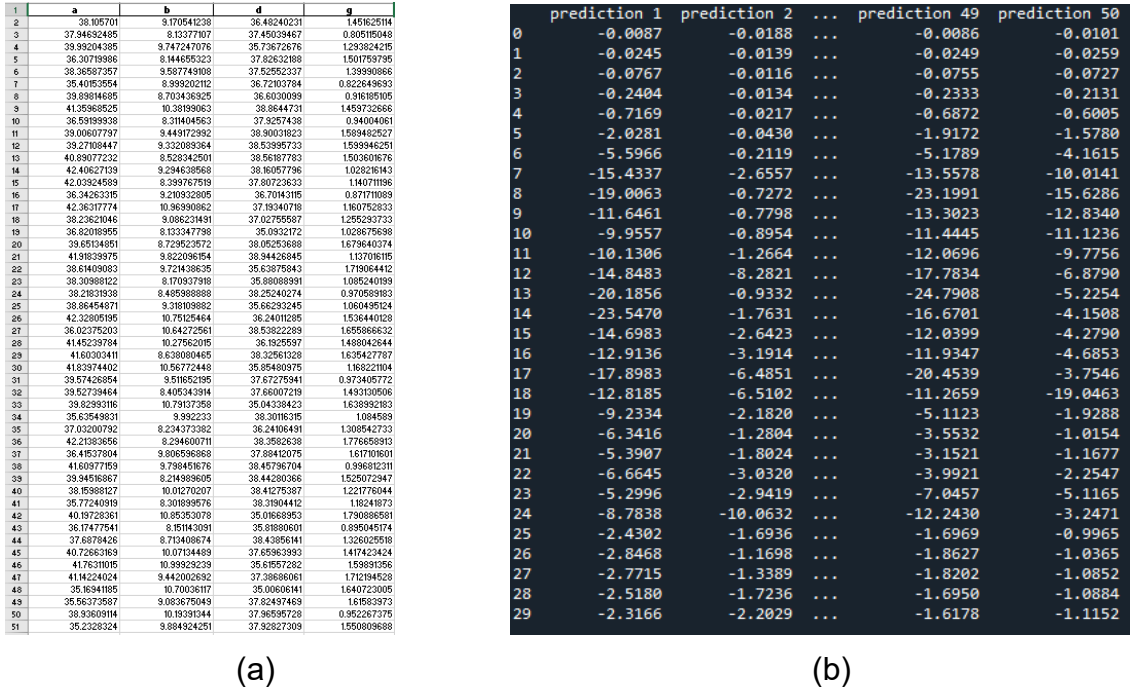 1 a b d g
2 38.105701 9.170541238 36.48240231 1.451625114
3 37.94692485 8.13377107 37.45039467 0.805115048
4 39.99204385 9.747247076 35.73672676 1.293824215
5 36.30719986 8.144655323 37.82632188 1.501759795
6 38.36587357 9.587749108 37.52552337 1.39990866
7 35.40153554 8.999202112 36.72103784 0.822649693
8 39.89814685 8.703436925 36.6030099 0.916185105
9 41.35968525 10.38199063 38.8644731 1.459732666
10 36.59199938 8.311404563 37.9257438 0.94004061
11 39.00607797 9.449172992 38.90031823 1.589482527
12 39.27108447 9.332089364 38.53995733 1.599946251
13 40.89077232 8.528342501 38.56187783 1.503601676
14 42.40627139 9.294638568 38.16057796 1.028216143
15 42.03924589 8.399767519 37.80723633 1.140711196
16 36.34263315 9.210932805 36.70143115 0.871711089
17 42.36317774 10.96990862 37.19340718 1.160752833
18 38.23621046 9.086231491 37.02755587 1.255293733
19 36.82018955 8.133347798 35.0932172 1.028675698
20 39.65134851 8.729523572 38.05253688 1.679640374
21 41.91839975 9.822096154 38.94426845 1.137016115
22 38.61409083 9.721438635 35.63875843 1.719064412
23 38.30988122 8.170937918 35.88088991 1.085240199
24 38.21831938 8.485988888 38.25240274 0.970589183
25 38.86454871 9.318109882 35.66293245 1.060495124
26 42.32805195 10.75125464 36.24011285 1.536440128
27 36.02375203 10.64272561 38.53822289 1.655866632
28 41.45239784 10.27562015 36.1925597 1.488042644
29 41.60303411 8.638080465 38.32561328 1.635427787
30 41.83974402 10.56772448 35.85480975 1.168221104
31 39.57426854 9.511652195 37.67275941 0.973405772
32 39.52739464 8.405343914 37.66007219 1.493130506
33 39.82993116 10.79137358 35.04338423 1.638992183
34 35.63549831 9.992233 38.30116315 1.084589
35 37.03200792 8.234373382 36.24106491 1.308542733
36 42.21383656 8.294600711 38.3582638 1.776658913
37 36.41537804 9.806596868 37.88412075 1.617101601
38 41.60977159 9.798451676 38.45796704 0.996812311
39 39.94516867 8.214989605 38.44280366 1.525072947
40 38.15988127 10.01270207 38.41275387 1.221776044
41 35.77240919 8.301899576 38.31904412 1.18241873
42 40.19728361 10.85353078 35.01668953 1.790886581
43 36.17477541 8.151143091 35.81880601 0.895045174
44 37.6878426 8.713408674 38.43856141 1.326025518
45 40.72663169 10.07134489 37.65963993 1.417423424
46 41.76311015 10.99929239 35.61557282 1.59891356
47 41.14224024 9.442002692 37.38686061 1.712194528
48 35.16941185 10.70036117 35.00606141 1.640723005
49 35.56373587 9.083675049 37.82497469 1.61583973
50 38.93609114 10.19391344 37.96595728 0.952267375
51 35.2328324 9.884924251 37.92827309 1.550809688
(a)
prediction 1 prediction 2 ... prediction 49 prediction 50
0 -0.0087 -0.0188 ... -0.0086 -0.0101
1 -0.0245 -0.0139 ... -0.0249 -0.0259
2 -0.0767 -0.0116 ... -0.0755 -0.0727
3 -0.2404 -0.0134 ... -0.2333 -0.2131
4 -0.7169 -0.0217 ... -0.6872 -0.6005
5 -2.0281 -0.0430 ... -1.9172 -1.5780
6 -5.5966 -0.2119 ... -5.1789 -4.1615
7 -15.4337 -2.6557 ... -13.5578 -10.0141
8 -19.0063 -0.7272 ... -23.1991 -15.6286
9 -11.6461 -0.7798 ... -13.3023 -12.8340
10 -9.9557 -0.8954 ... -11.4445 -11.1236
11 -10.1306 -1.2664 ... -12.0696 -9.7756
12 -14.8483 -8.2821 ... -17.7834 -6.8790
13 -20.1856 -0.9332 ... -24.7908 -5.2254
14 -23.5470 -1.7631 ... -16.6701 -4.1508
15 -14.6983 -2.6423 ... -12.0399 -4.2790
16 -12.9136 -3.1914 ... -11.9347 -4.6853
17 -17.8983 -6.4851 ... -20.4539 -3.7546
18 -12.8185 -6.5102 ... -11.2659 -19.0463
19 -9.2334 -2.1820 ... -5.1123 -1.9288
20 -6.3416 -1.2804 ... -3.5532 -1.0154
21 -5.3907 -1.8024 ... -3.1521 -1.1677
22 -6.6645 -3.0320 ... -3.9921 -2.2547
23 -5.2996 -2.9419 ... -7.0457 -5.1165
24 -8.7838 -10.0632 ... -12.2430 -3.2471
25 -2.4302 -1.6936 ... -1.6969 -0.9965
26 -2.8468 -1.1698 ... -1.8627 -1.0365
27 -2.7715 -1.3389 ... -1.8202 -1.0852
28 -2.5180 -1.7236 ... -1.6950 -1.0884
29 -2.3166 -2.2029 ... -1.6178 -1.1152
(b)